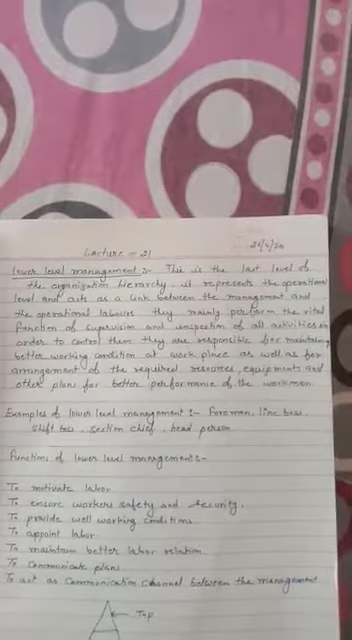 Lecture = 21
21/4/20
Lower level management :- This is the last level of
the organization hierarchy. it represents the operational
level and acts as a link between the management and
the operational labours they mainly perform the vital
function of supervision and inspection of all activities in
order to control them they are responsible for maintaining
better working condition at work place as well as for
arrangement of the required resources, equipments and
other plans for better performance of the workmen.
Examples of lower level management :- Foreman, line boss,
shift boss, section chief, head person
Functions of lower level management :-
To motivate labor
To ensure workers safety and security.
To provide well working conditions
To appoint labor
To maintain better labor relation.
To communicate plans
To act as communication channel between the management
Top